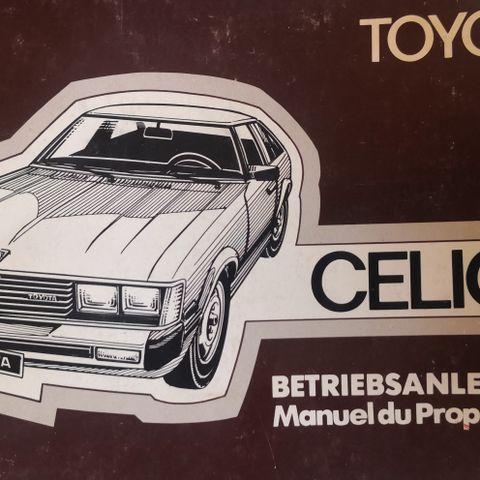 TOYO
TOYOTA
A
CELIC
BETRIEBSANLE
Manuel du Prop